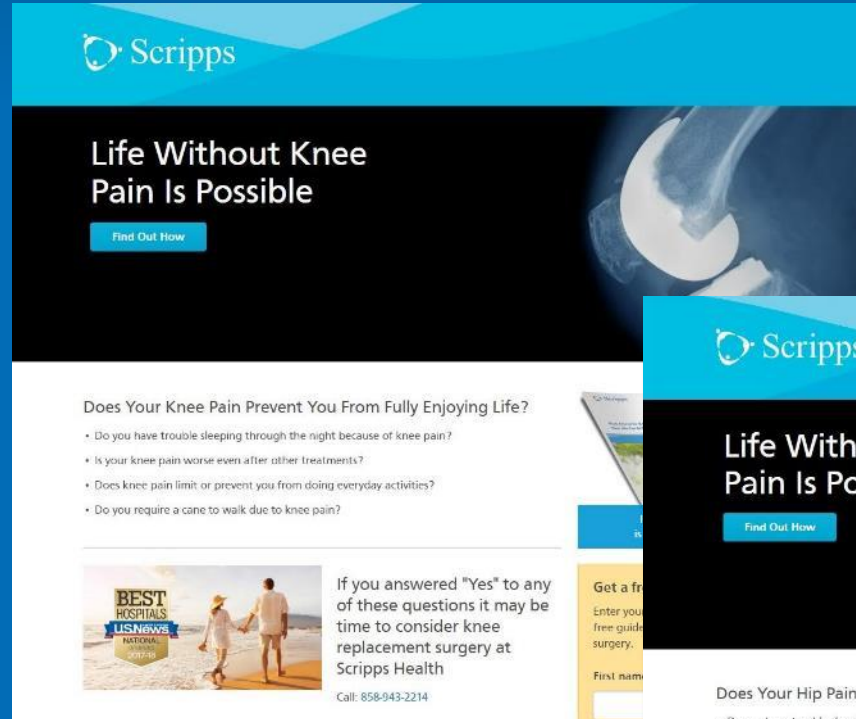 Scripps
Life Without Knee
Pain Is Possible
Find Out How
Does Your Knee Pain Prevent You From Fully Enjoying Life?
• Do you have trouble sleeping through the night because of knee pain?
• Is your knee pain worse even after other treatments?
• Does knee pain limit or prevent you from doing everyday activities?
• Do you require a cane to walk due to knee pain?
BEST
HOSPITALS
U.S.News
NATIONAL
2017-18
If you answered "Yes" to any
of these questions it may be
time to consider knee
replacement surgery at
Scripps Health
Call: 858-943-2214
is
Get a fr
Enter your
free guide
surgery.
First name
Scripps
Life With
Pain Is Po
Find Out How
Does Your Hip Pain